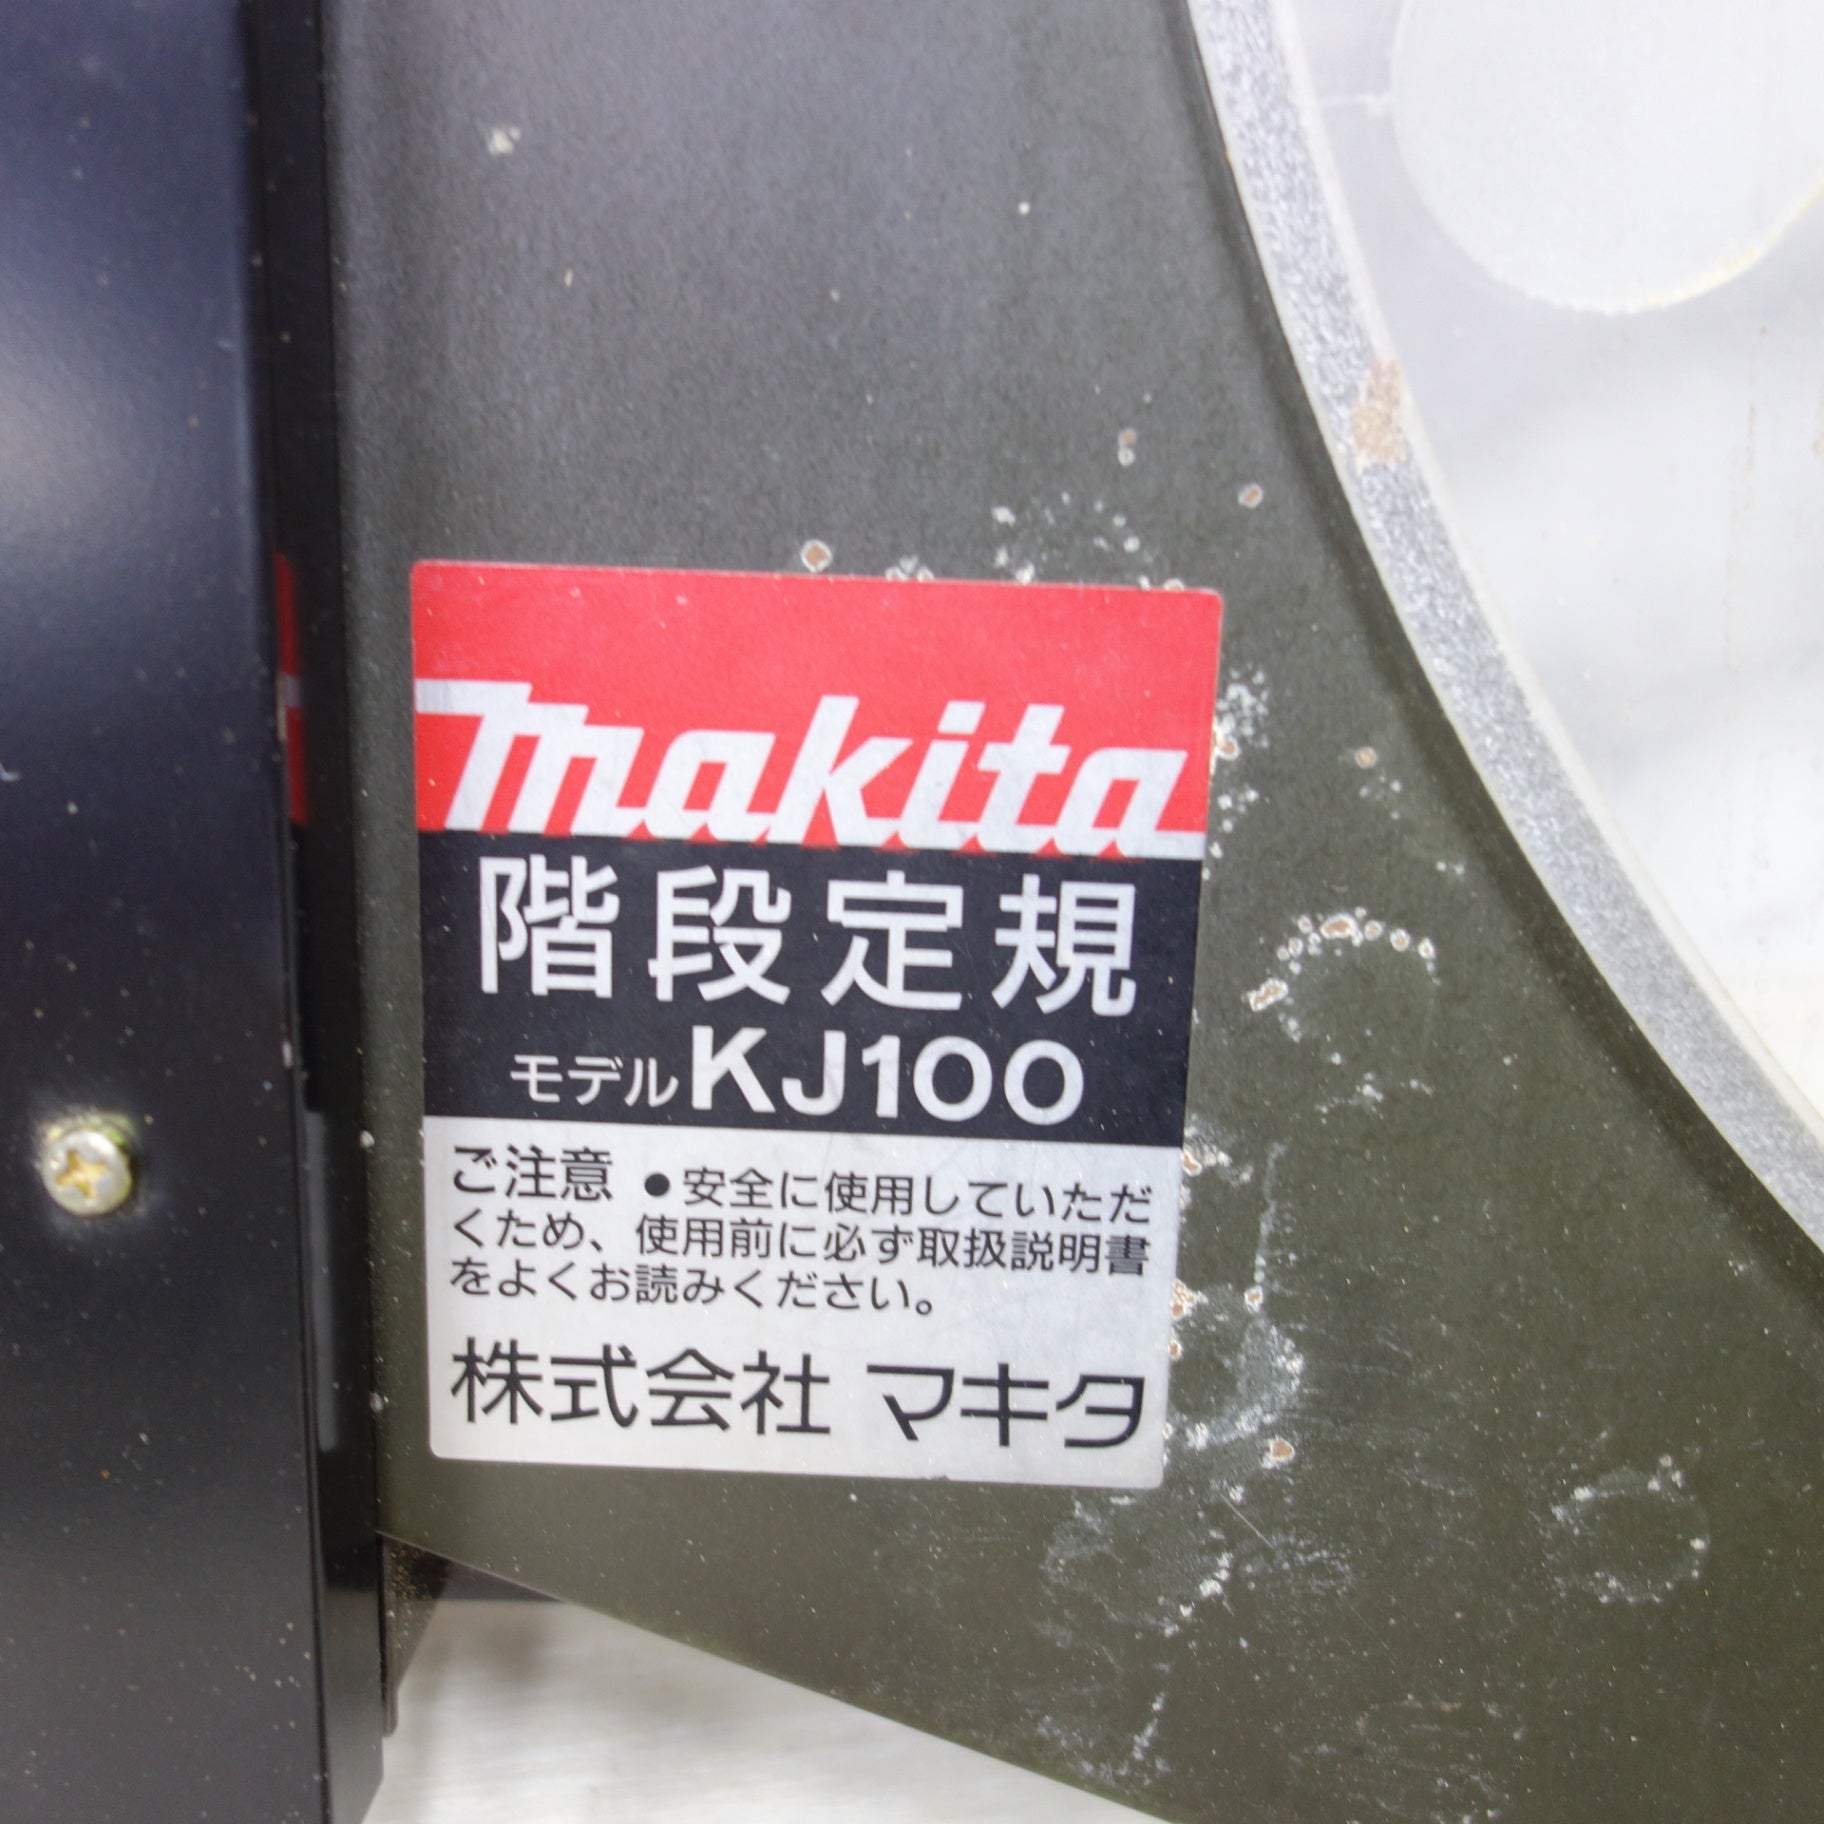 makita
階段定規
モデルKJ100
ご注意 ●安全に使用していただ
くため、使用前に必ず取扱説明書
をよくお読みください。
株式会社 マキタ